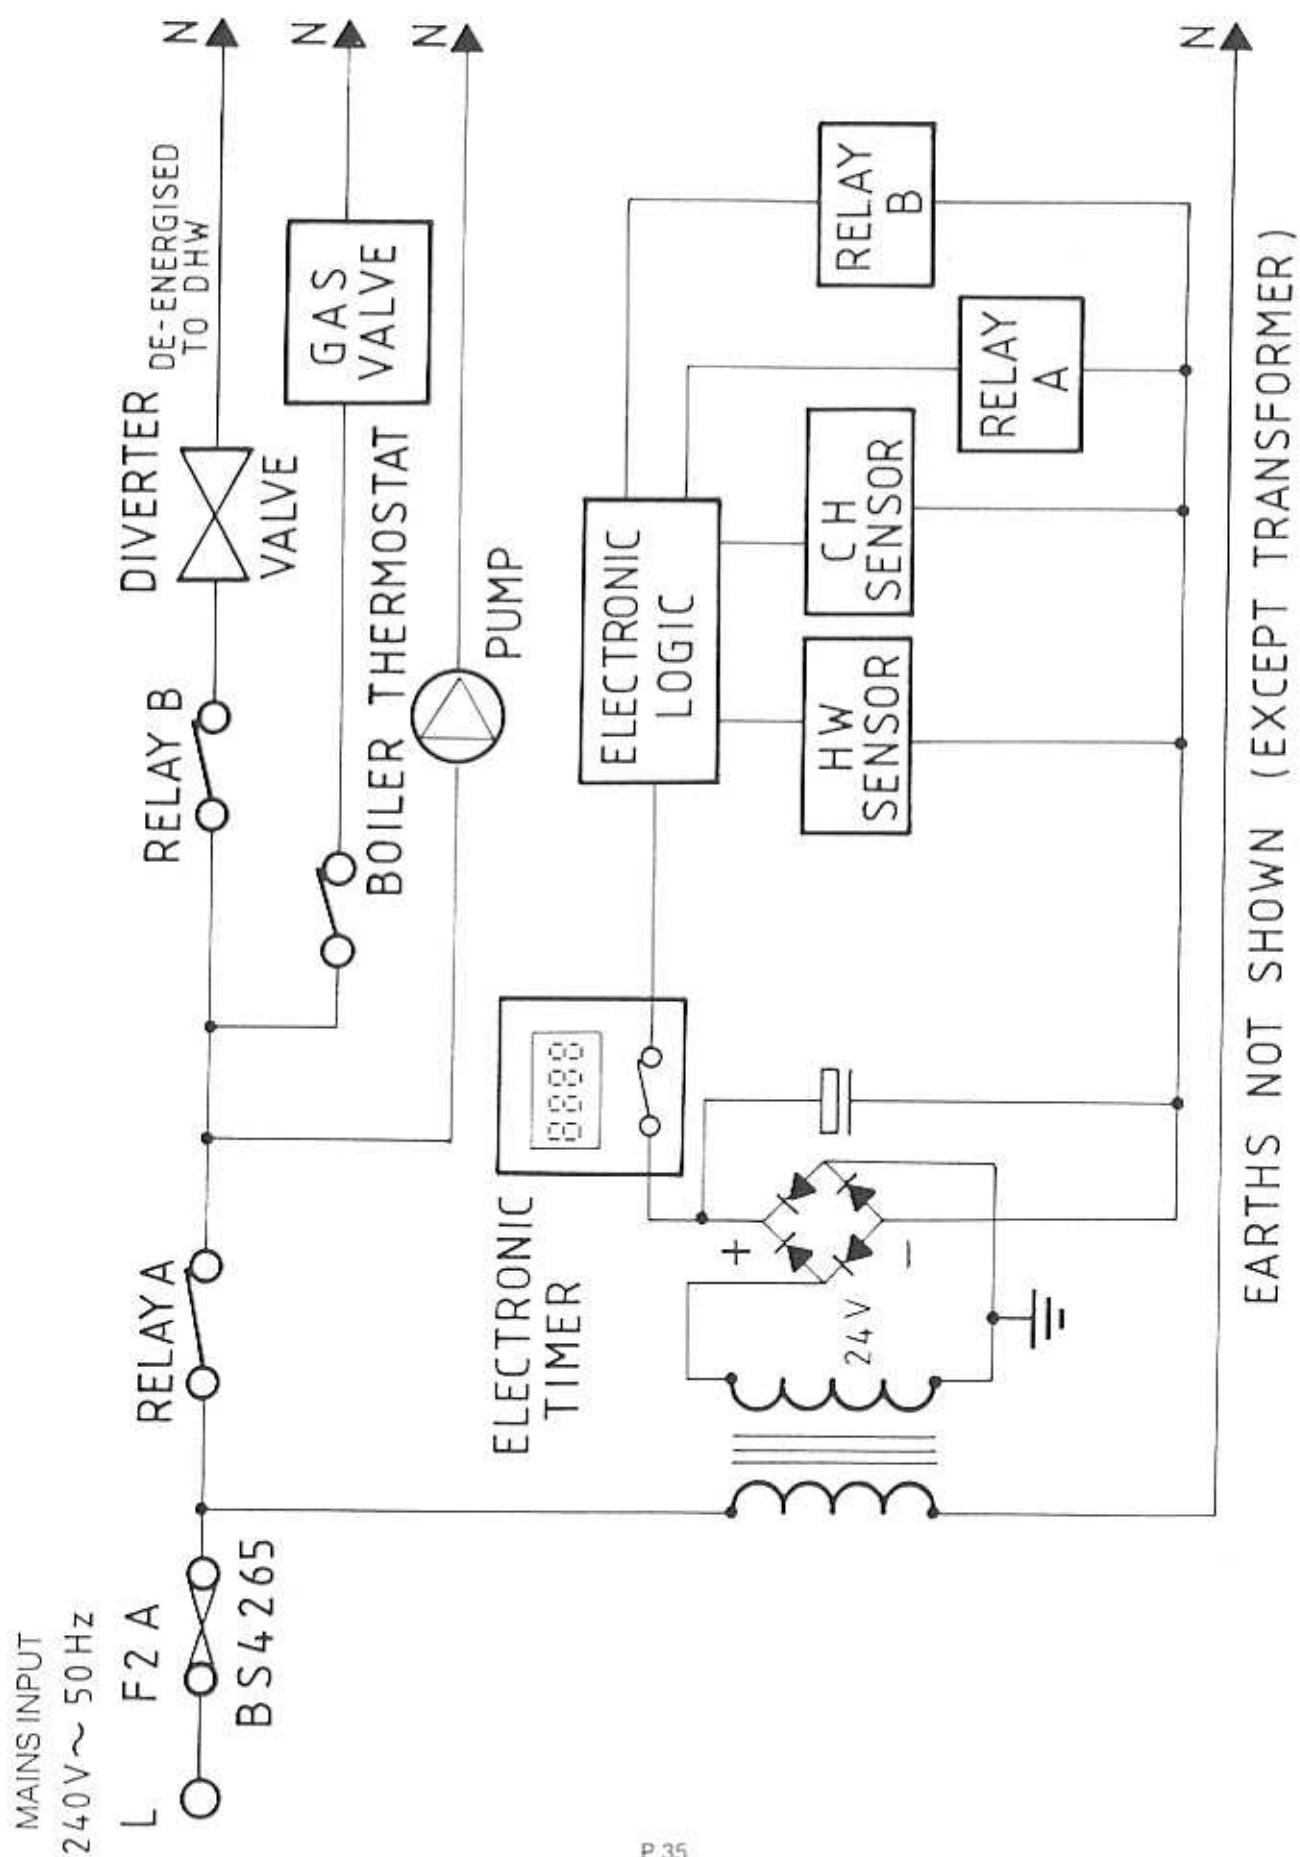 MAINS INPUT
240V ~ 50Hz
L F2A
BS4265
RELAY A
RELAY B
DIVERTER
VALVE
DE-ENERGISED
TO DHW
N
BOILER THERMOSTAT
GAS
VALVE
N
PUMP
N
ELECTRONIC
TIMER
8888
ELECTRONIC
LOGIC
HW
SENSOR
CH
SENSOR
RELAY
A
RELAY
B
+
-
24V
N
EARTHS NOT SHOWN (EXCEPT TRANSFORMER)
P 35